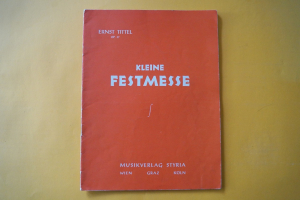 ERNST TITTEL
KLEINE
FESTMESSE
MUSIKVERLAG STYRIA
WIEN GRAZ KÖLN